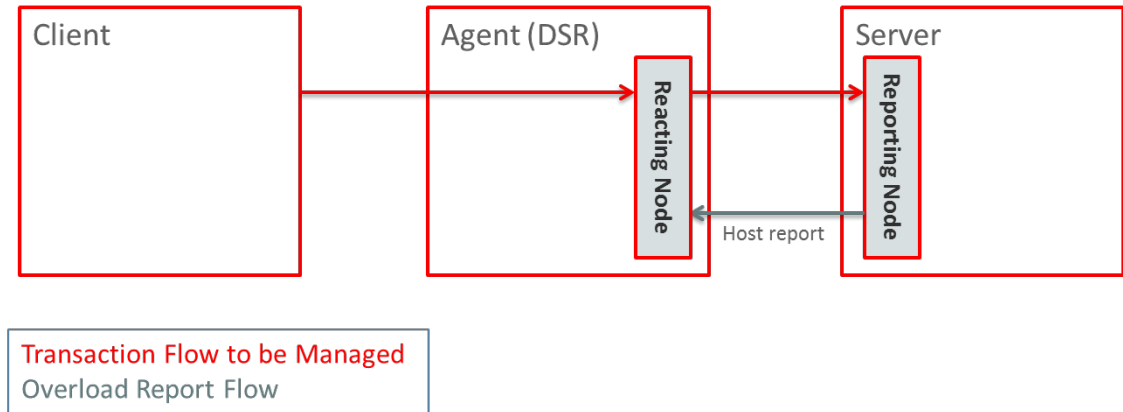 Client
Agent (DSR)
Server
Reacting Node
Reporting Node
Host report
Transaction Flow to be Managed
Overload Report Flow